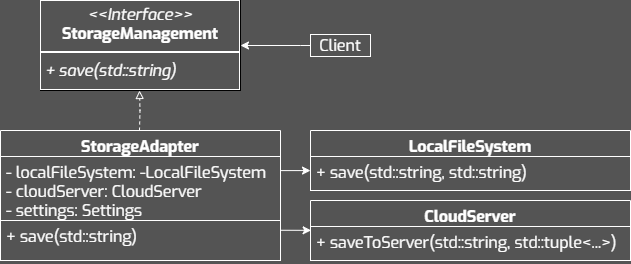 <<Interface>>
StorageManagement
+ save(std::string)
Client
StorageAdapter
- localFileSystem: -LocalFileSystem
- cloudServer: CloudServer
- settings: Settings
+ save(std::string)
LocalFileSystem
+ save(std::string, std::string)
CloudServer
+ saveToServer(std::string, std::tuple<...>)